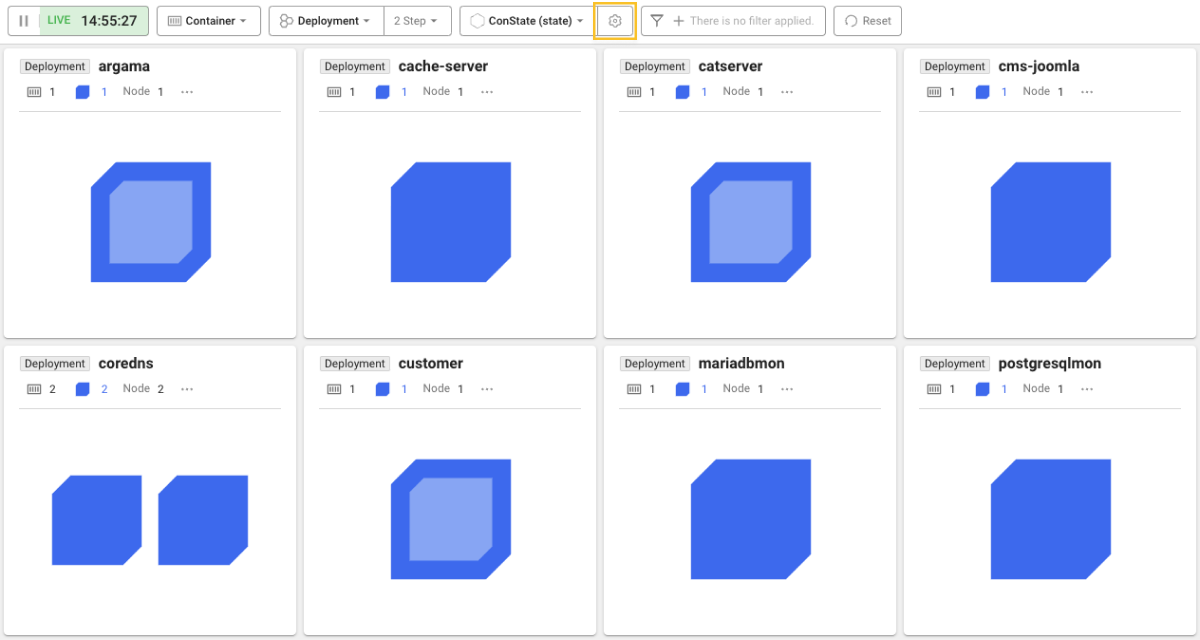 LIVE 14:55:27 Container Deployment 2 Step ConState (state) There is no filter applied. Reset
Deployment argama
1 1 Node 1 ...
Deployment cache-server
1 1 Node 1 ...
Deployment catserver
1 1 Node 1 ...
Deployment cms-joomla
1 1 Node 1 ...
Deployment coredns
2 2 Node 2 ...
Deployment customer
1 1 Node 1 ...
Deployment mariadbmon
1 1 Node 1 ...
Deployment postgresqlmon
1 1 Node 1 ...